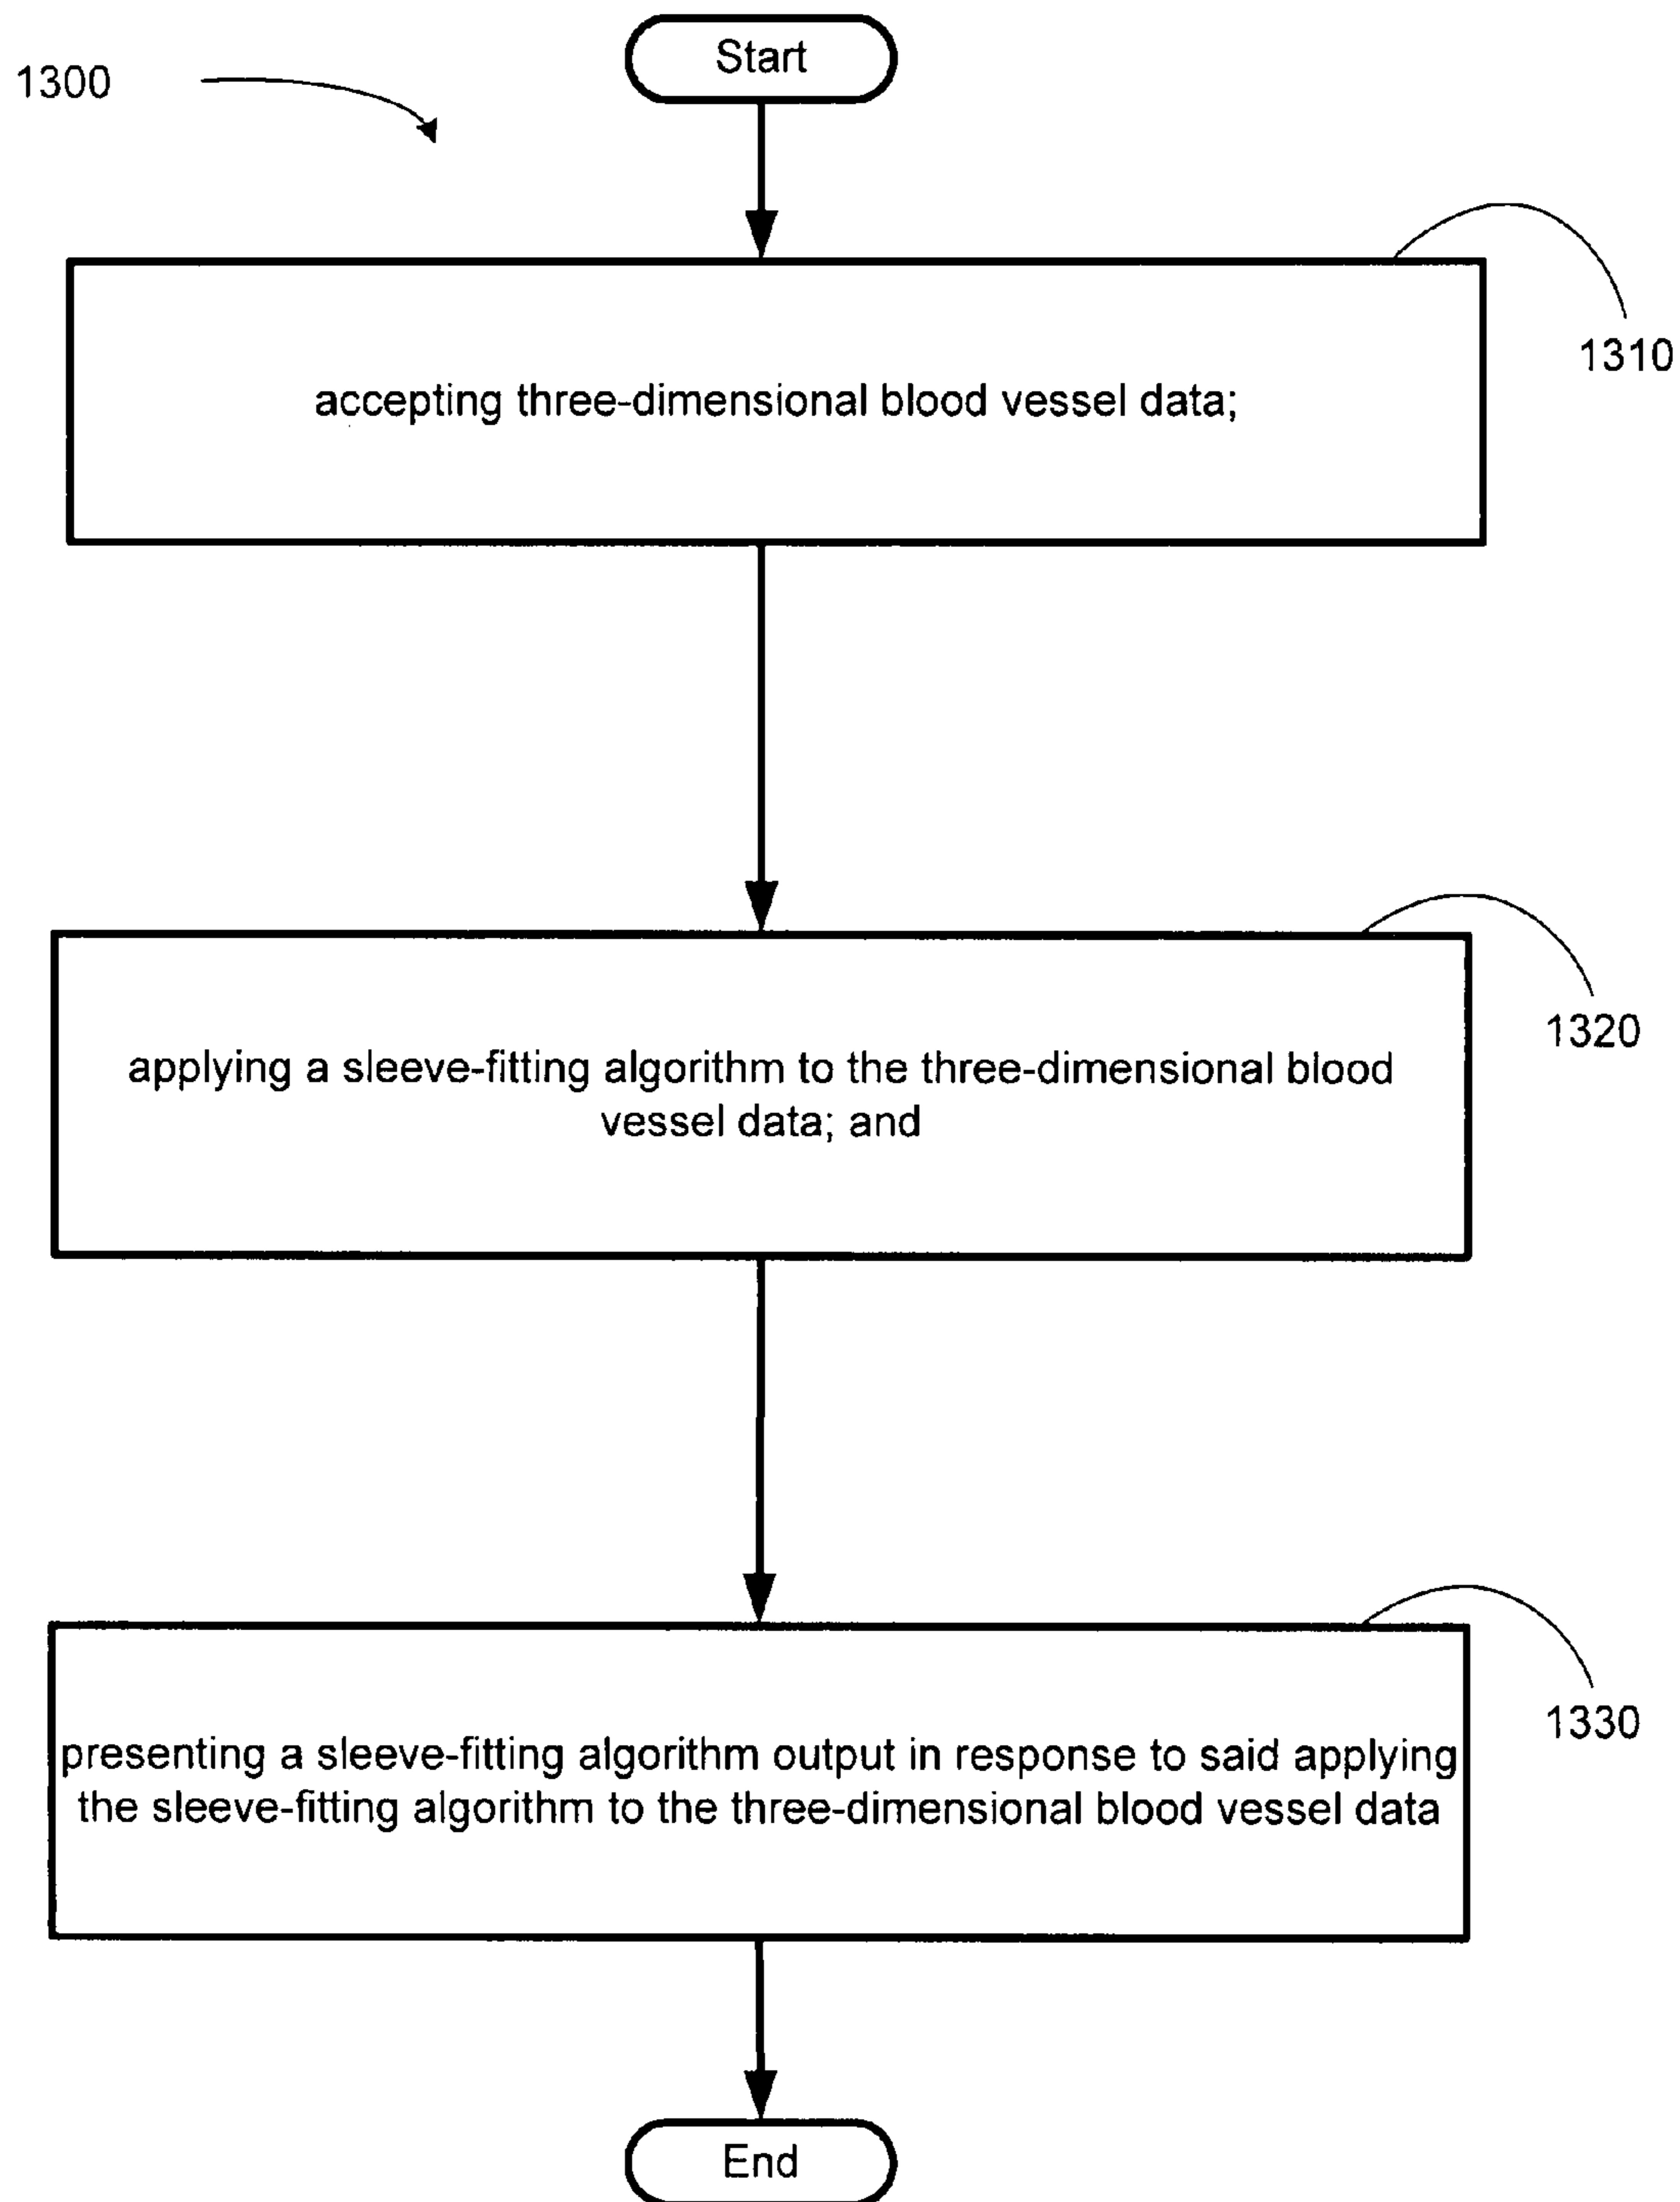 Start
1300
1310
accepting three-dimensional blood vessel data;
1320
applying a sleeve-fitting algorithm to the three-dimensional blood
vessel data; and
1330
presenting a sleeve-fitting algorithm output in response to said applying
the sleeve-fitting algorithm to the three-dimensional blood vessel data
End